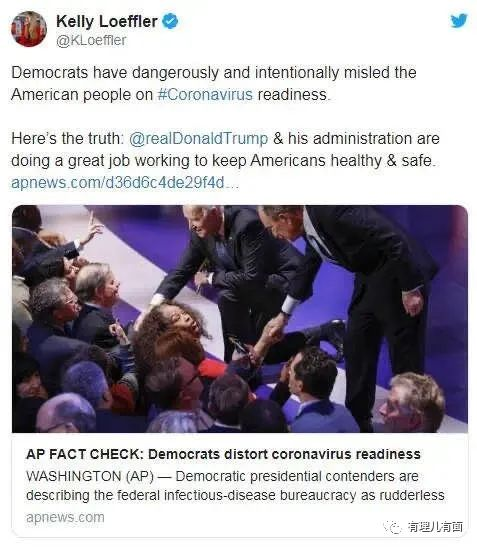 Kelly Loeffler
@KLoeffler
Democrats have dangerously and intentionally misled the
American people on #Coronavirus readiness.
Here’s the truth: @realDonaldTrump & his administration are
doing a great job working to keep Americans healthy & safe.
apnews.com/d36d6c4de29f4d…
AP FACT CHECK: Democrats distort coronavirus readiness
WASHINGTON (AP) — Democratic presidential contenders are
describing the federal infectious-disease bureaucracy as rudderless
apnews.com
有理儿有面